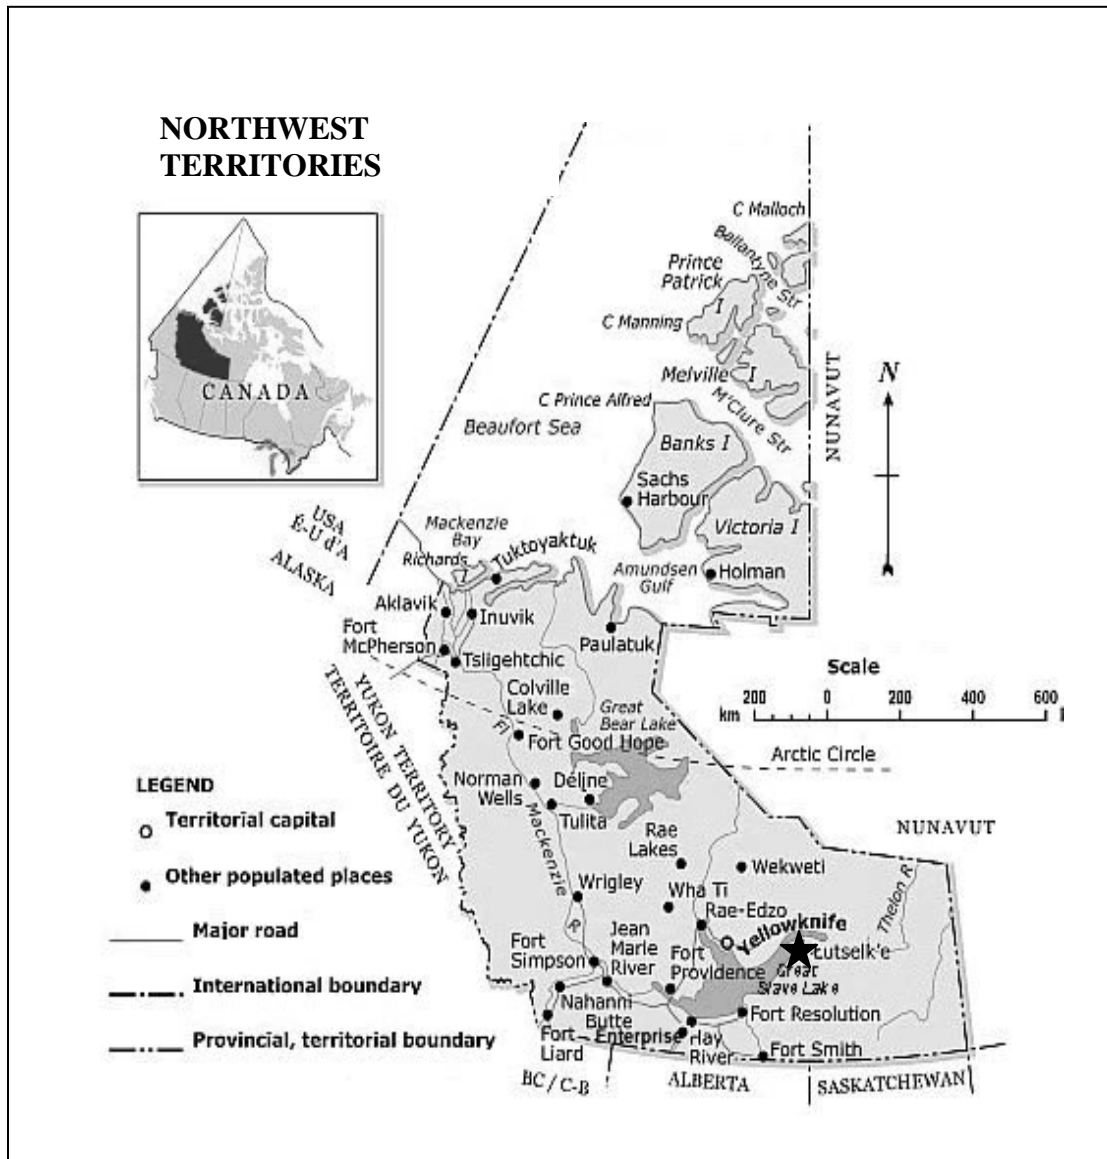 NORTHWEST
TERRITORIES
CANADA
C Malloch
Ballantyne Str
Prince
Patrick
I
C Manning
Melville I
M'Clure Str
NUNAVUT
N
C Prince Alfred
Beaufort Sea
Banks I
Sachs
Harbour
Victoria I
USA
É-U d'A
ALASKA
Mackenzie
Bay
Richards
I
Tuktoyaktuk
Amundsen
Gulf
Holman
Aklavik
Inuvik
Fort
McPherson
Paulatuk
Tsligehtchic
Scale
200 0 200 400 600
km
Colville
Lake
Great
Bear Lake
Fort Good Hope
Arctic Circle
YUKON TERRITORY
TERRITOIRE DU YUKON
Norman
Wells
Déljne
Tulita
Mackenzie
R
LEGEND
Territorial capital
Other populated places
Major road
International boundary
Provincial, territorial boundary
NUNAVUT
Rae
Lakes
Wekweti
Wrigley
Wha Ti
Rae-Edzo
Thelon R
Yellowknife
Jean
Marie
River
Fort
Simpson
Fort
Providence
Lutselk'e
Great
Slave Lake
Nahanni
Butte
Fort Resolution
Enterprise
Hay
River
Fort
Liard
Fort Smith
BC / C-B
ALBERTA
SASKATCHEWAN